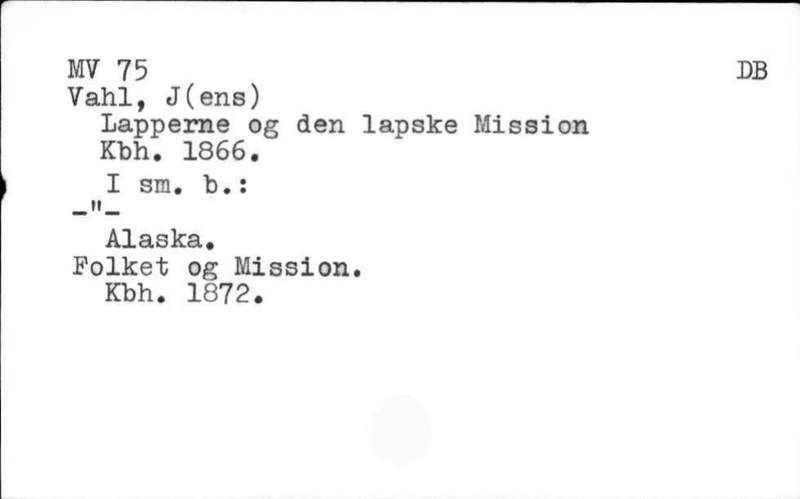 MV 75 DB
Vahl, J(ens)
Lapperne og den lapske Mission
Kbh. 1866.
I sm. b.:
-"-
Alaska.
Folket og Mission.
Kbh. 1872.